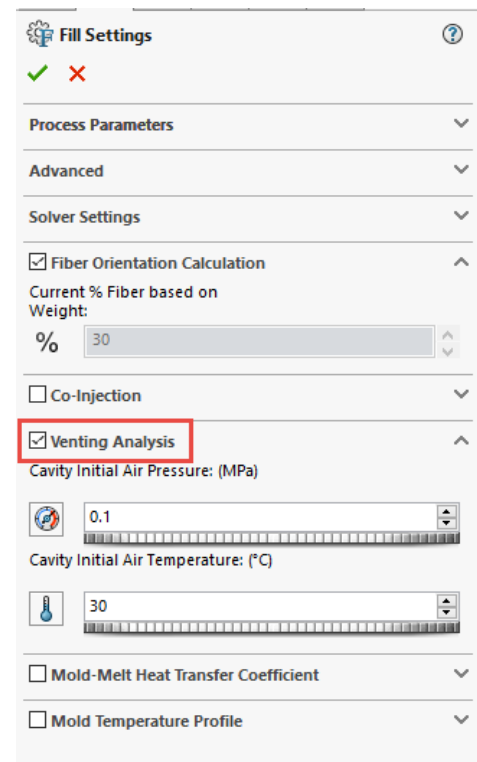 Fill Settings
?
Process Parameters
Advanced
Solver Settings
Fiber Orientation Calculation
Current % Fiber based on
Weight:
% 30
Co-Injection
Venting Analysis
Cavity Initial Air Pressure: (MPa)
0.1
Cavity Initial Air Temperature: (°C)
30
Mold-Melt Heat Transfer Coefficient
Mold Temperature Profile